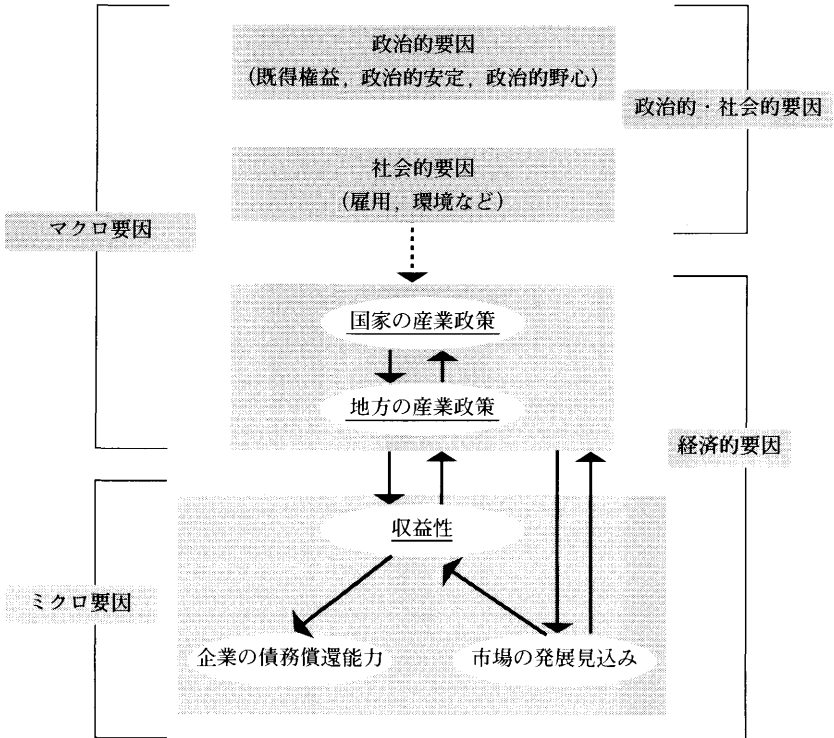 政治的要因
(既得権益，政治的安定，政治的野心)
政治的・社会的要因
社会的要因
(雇用，環境など)
マクロ要因
国家の産業政策
地方の産業政策
経済的要因
収益性
ミクロ要因
企業の債務償還能力
市場の発展見込み